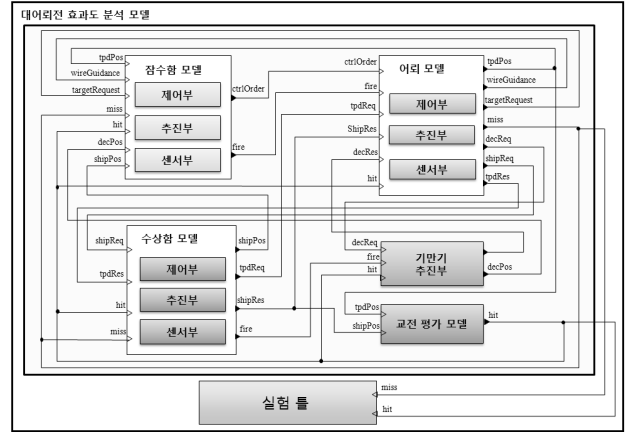 대어뢰전 효과도 분석 모델
tpdPos
wireGuidance
targetRequest
miss
hit
decPos
shipPos
잠수함 모델
제어부
추진부
센서부
ctrlOrder
fire
ctrlOrder
fire
tpdReq
ShipRes
decRes
hit
어뢰 모델
제어부
추진부
센서부
tpdPos
wireGuidance
targetRequest
miss
decReq
shipReq
tpdRes
shipReq
tpdRes
hit
miss
수상함 모델
제어부
추진부
센서부
shipPos
tpdReq
shipRes
fire
decReq
fire
hit
기만기
추진부
decPos
tpdPos
shipPos
교전 평가 모델
hit
실험 틀
miss
hit